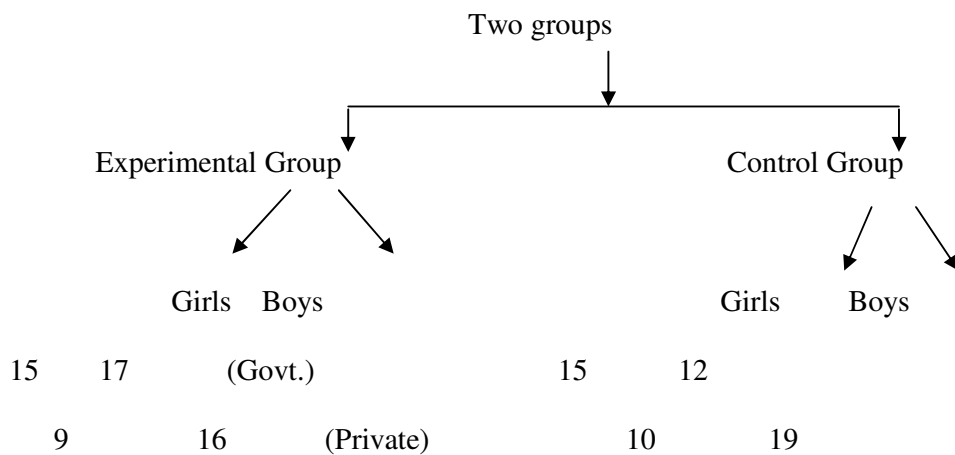 Two groups
Experimental Group Control Group
Girls Boys Girls Boys
15 17 (Govt.) 15 12
9 16 (Private) 10 19